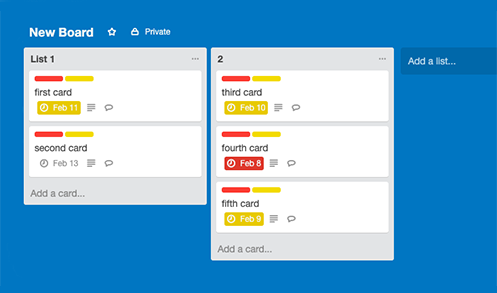 New Board Private
List 1
first card
Feb 11
second card
Feb 13
Add a card...
2
third card
Feb 10
fourth card
Feb 8
fifth card
Feb 9
Add a card...
Add a list...